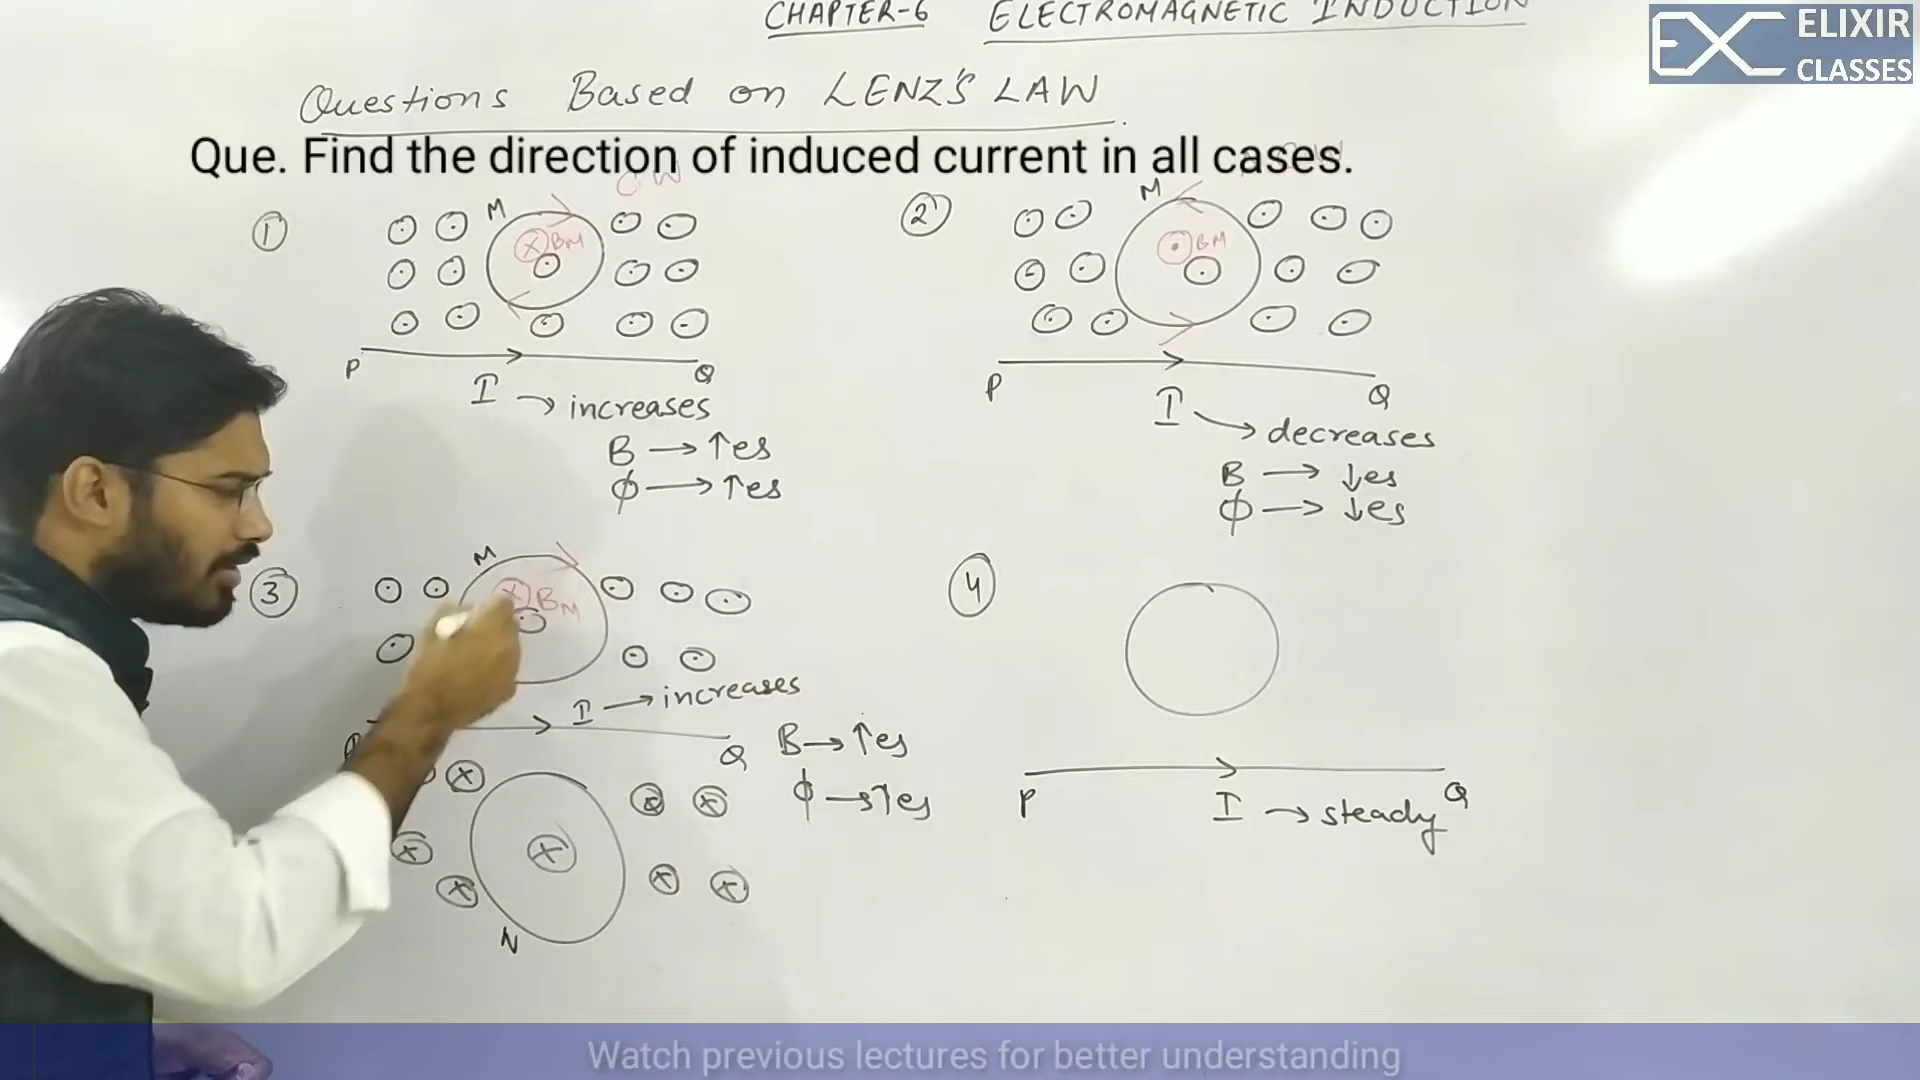 CHAPTER-6 ELECTROMAGNETIC INDUCTION
ELIXIR
CLASSES
Questions Based on LENZ'S LAW
Que. Find the direction of induced current in all cases.
CW
1
M
BM
P
Q
I → increases
B → ↑es
ϕ → ↑es
2
M
BM
P
Q
I → decreases
B → ↓es
ϕ → ↓es
3
M
BM
I → increases
Q
B → ↑es
ϕ → ↑es
N
4
P
Q
I → steady
Watch previous lectures for better understanding